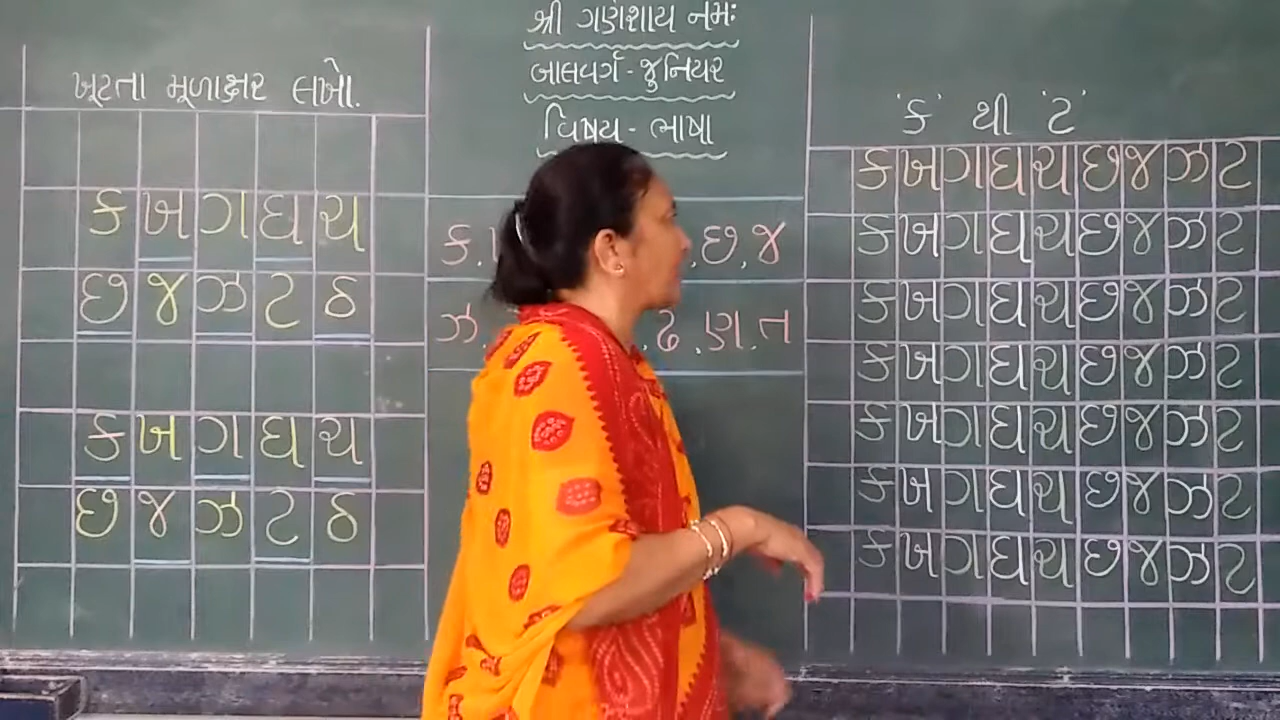 ખૂટતા મૂળાક્ષર લખો.
ક ખ ગ ઘ ચ
છ જ ઝ ટ ઠ
ક ખ ગ ઘ ચ
છ જ ઝ ટ ઠ
શ્રી ગણેશાય નમઃ
બાલવર્ગ - જુનિયર
વિષય - ભાષા
ક, , છ, જ
ઝ, , ઢ, ણ, ત
'ક' થી 'ટ'
ક ખ ગ ઘ ચ છ જ ઝ ટ
ક ખ ગ ઘ ચ છ જ ઝ ટ
ક ખ ગ ઘ ચ છ જ ઝ ટ
ક ખ ગ ઘ ચ છ જ ઝ ટ
ક ખ ગ ઘ ચ છ જ ઝ ટ
ક ખ ગ ઘ ચ છ જ ઝ ટ
ક ખ ગ ઘ ચ છ જ ઝ ટ